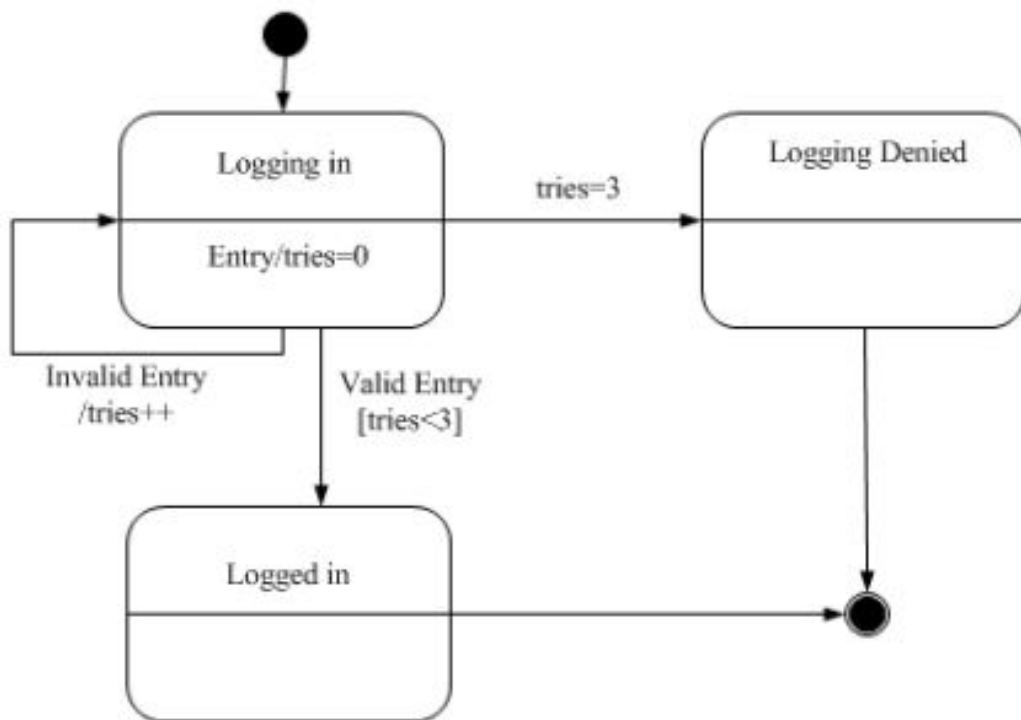 Logging in
Entry/tries=0
tries=3
Logging Denied
Invalid Entry
/tries++
Valid Entry
[tries<3]
Logged in